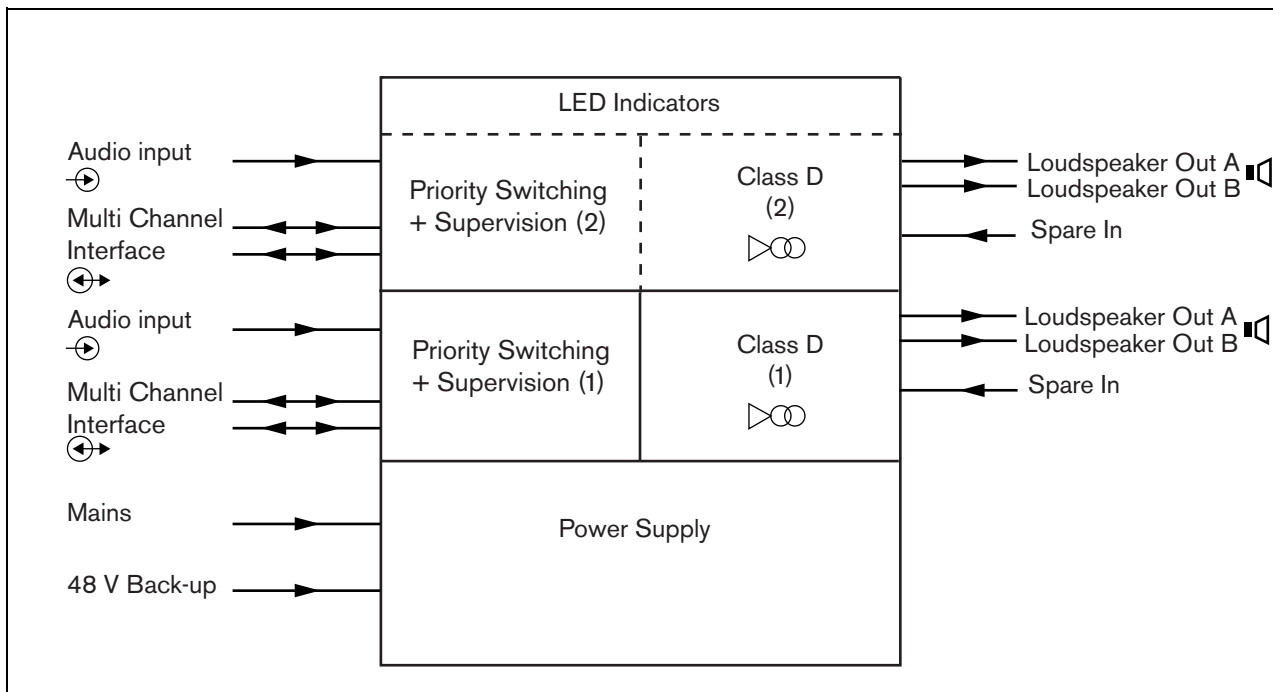 LED Indicators
Audio input
Multi Channel
Interface
Audio input
Multi Channel
Interface
Mains
48 V Back-up
Priority Switching
+ Supervision (2)
Class D
(2)
Priority Switching
+ Supervision (1)
Class D
(1)
Power Supply
Loudspeaker Out A
Loudspeaker Out B
Spare In
Loudspeaker Out A
Loudspeaker Out B
Spare In